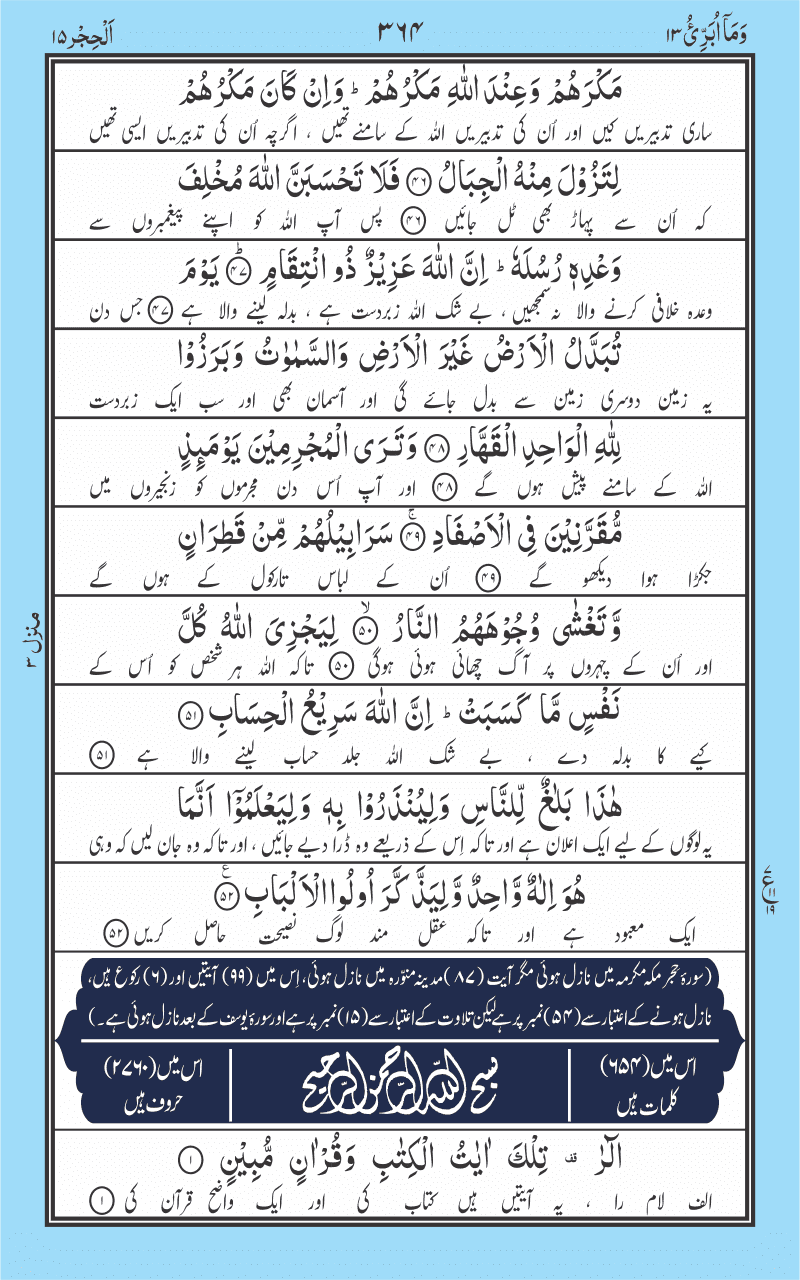 وَمَآ اُبَرِّئُ ١٣
٣٦۴
اَلْحِجْر ١٥
مَكْرَهُمْ وَعِنْدَ اللّٰهِ مَكْرُهُمْ ؕ وَاِنْ كَانَ مَكْرُهُمْ
ساری تدبیریں کیں اور اُن کی تدبیریں اللہ کے سامنے تھیں ، اگرچہ اُن کی تدبیریں ایسی تھیں
لِتَزُوْلَ مِنْهُ الْجِبَالُ ۴۶ فَلَا تَحْسَبَنَّ اللّٰهَ مُخْلِفَ
کہ اُن سے پہاڑ بھی ٹل جائیں ۴۶ پس آپ اللہ کو اپنے پیغمبروں سے
وَعْدِهٖ رُسُلَهٗ ؕ اِنَّ اللّٰهَ عَزِيْزٌ ذُو انْتِقَامٍ ؕ ۴۷ يَوْمَ
وعدہ خلافی کرنے والا نہ سمجھیں ، بے شک اللہ زبردست ہے ، بدلہ لینے والا ہے ۴۷ جس دن
تُبَدَّلُ الْاَرْضُ غَيْرَ الْاَرْضِ وَالسَّمٰوٰتُ وَبَرَزُوْا
یہ زمین دوسری زمین سے بدل جائے گی اور آسمان بھی اور سب ایک زبردست
لِلّٰهِ الْوَاحِدِ الْقَهَّارِ ۴۸ وَتَرَى الْمُجْرِمِيْنَ يَوْمَئِذٍ
اللہ کے سامنے پیش ہوں گے ۴۸ اور آپ اُس دن مجرموں کو زنجیروں میں
مُّقَرَّنِيْنَ فِى الْاَصْفَادِ ۚ ۴۹ سَرَابِيْلُهُمْ مِّنْ قَطِرَانٍ
جکڑا ہوا دیکھو گے ۴۹ اُن کے لباس تارکول کے ہوں گے
وَّتَغْشٰى وُجُوْهَهُمُ النَّارُ ۙ ۵۰ لِيَجْزِىَ اللّٰهُ كُلَّ
اور اُن کے چہروں پر آگ چھائی ہوئی ہوگی ۵۰ تاکہ اللہ ہر شخص کو اُس کے
منزل ۳
نَفْسٍ مَّا كَسَبَتْ ؕ اِنَّ اللّٰهَ سَرِيْعُ الْحِسَابِ ۵۱
کیے کا بدلہ دے ، بے شک اللہ جلد حساب لینے والا ہے ۵۱
هٰذَا بَلٰغٌ لِّلنَّاسِ وَلِيُنْذَرُوْا بِهٖ وَلِيَعْلَمُوْٓا اَنَّمَا
یہ لوگوں کے لیے ایک اعلان ہے اور تاکہ اِس کے ذریعے وہ ڈرا دیے جائیں ، اور تاکہ وہ جان لیں کہ وہی
هُوَ اِلٰهٌ وَّاحِدٌ وَّلِيَذَّكَّرَ اُولُوا الْاَلْبَابِ ۵۲ ع
ع ۷ ۱۱ ۱۹
ایک معبود ہے اور تاکہ عقل مند لوگ نصیحت حاصل کریں ۵۲
(سورۂ حجر مکہ مکرمہ میں نازل ہوئی مگر آیت (۸۷) مدینہ منوّرہ میں نازل ہوئی، اِس میں (۹۹) آیتیں اور (۶) رکوع ہیں،
نازل ہونے کے اعتبار سے (۵۴) نمبر پر ہے لیکن تلاوت کے اعتبار سے (۱۵) نمبر پر ہے اور سورۂ یوسف کے بعد نازل ہوئی ہے۔)
اس میں (۶۵۴)
کلمات ہیں
بسم الله الرحمن الرحيم
اس میں (۲۷۶۰)
حروف ہیں
الٓرٰ ۚ تِلْكَ اٰيٰتُ الْكِتٰبِ وَقُرْاٰنٍ مُّبِيْنٍ ۱
الف لام را ، یہ آیتیں ہیں کتاب کی اور ایک واضح قرآن کی ۱